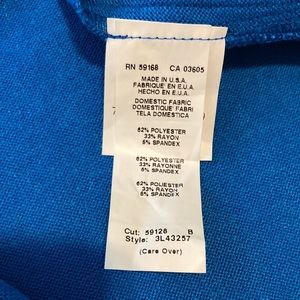 RN 59168 CA 03605
MADE IN U.S.A.
FABRIQUE' EN E.U.A.
HECHO EN E.U.A.
DOMESTIC FABRIC
DOMESTIQUE' FABRI
TELA DOMESTICA
62% POLYESTER
33% RAYON
5% SPANDEX
62% POLYESTER
33% RAYONNE
5% SPANDEX
62% POLIESTER
33% RAYON
5% SPANDEX
Cut: 59128 B
Style: 3L43257
(Care Over)